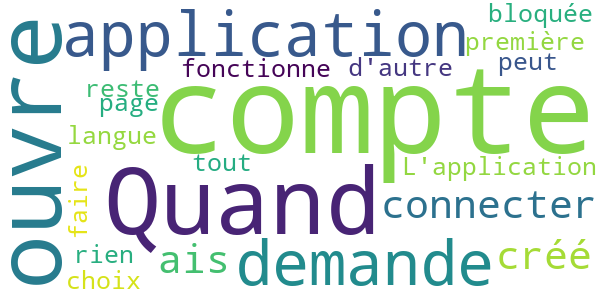 ouvre
application
bloquée
première
fonctionne
d'autre
peut
reste
page
compte
langue
tout
L'application
Quand
faire
connecter
rien
choix
ais
demande
créé